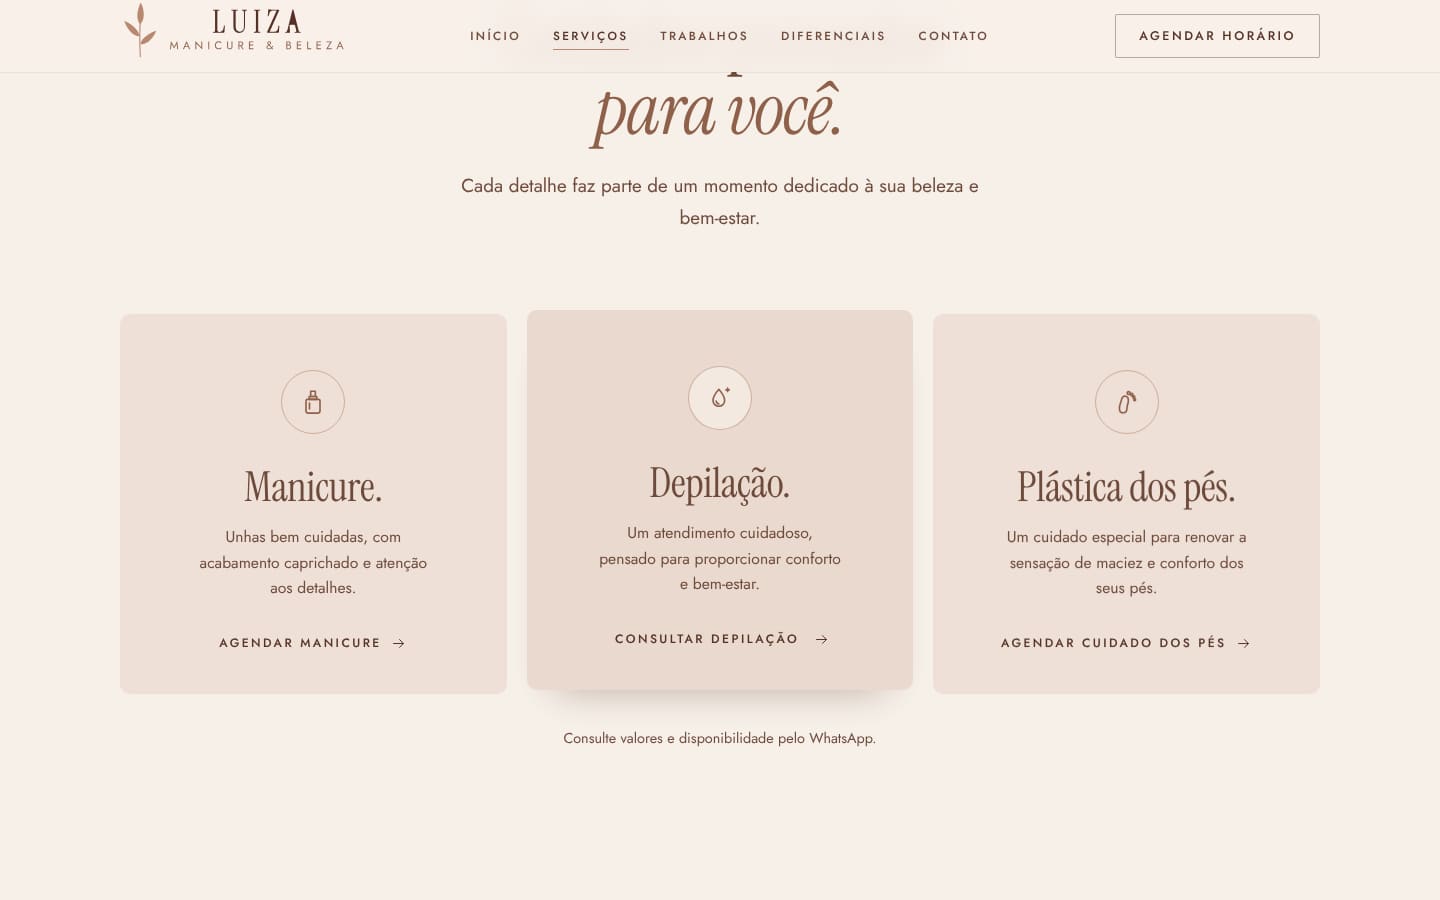 LUIZA
MANICURE & BELEZA
INÍCIO
SERVIÇOS
TRABALHOS
DIFERENCIAIS
CONTATO
AGENDAR HORÁRIO
para você.
Cada detalhe faz parte de um momento dedicado à sua beleza e
bem-estar.
Manicure.
Unhas bem cuidadas, com
acabamento caprichado e atenção
aos detalhes.
AGENDAR MANICURE →
Depilação.
Um atendimento cuidadoso,
pensado para proporcionar conforto
e bem-estar.
CONSULTAR DEPILAÇÃO →
Plástica dos pés.
Um cuidado especial para renovar a
sensação de maciez e conforto dos
seus pés.
AGENDAR CUIDADO DOS PÉS →
Consulte valores e disponibilidade pelo WhatsApp.